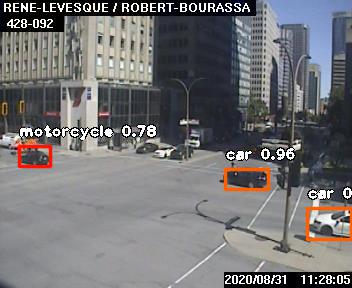 RENE-LEVESQUE / ROBERT-BOURASSA
428-092
motorcycle 0.78
car 0.96
car 0
2020/08/31 11:28:05